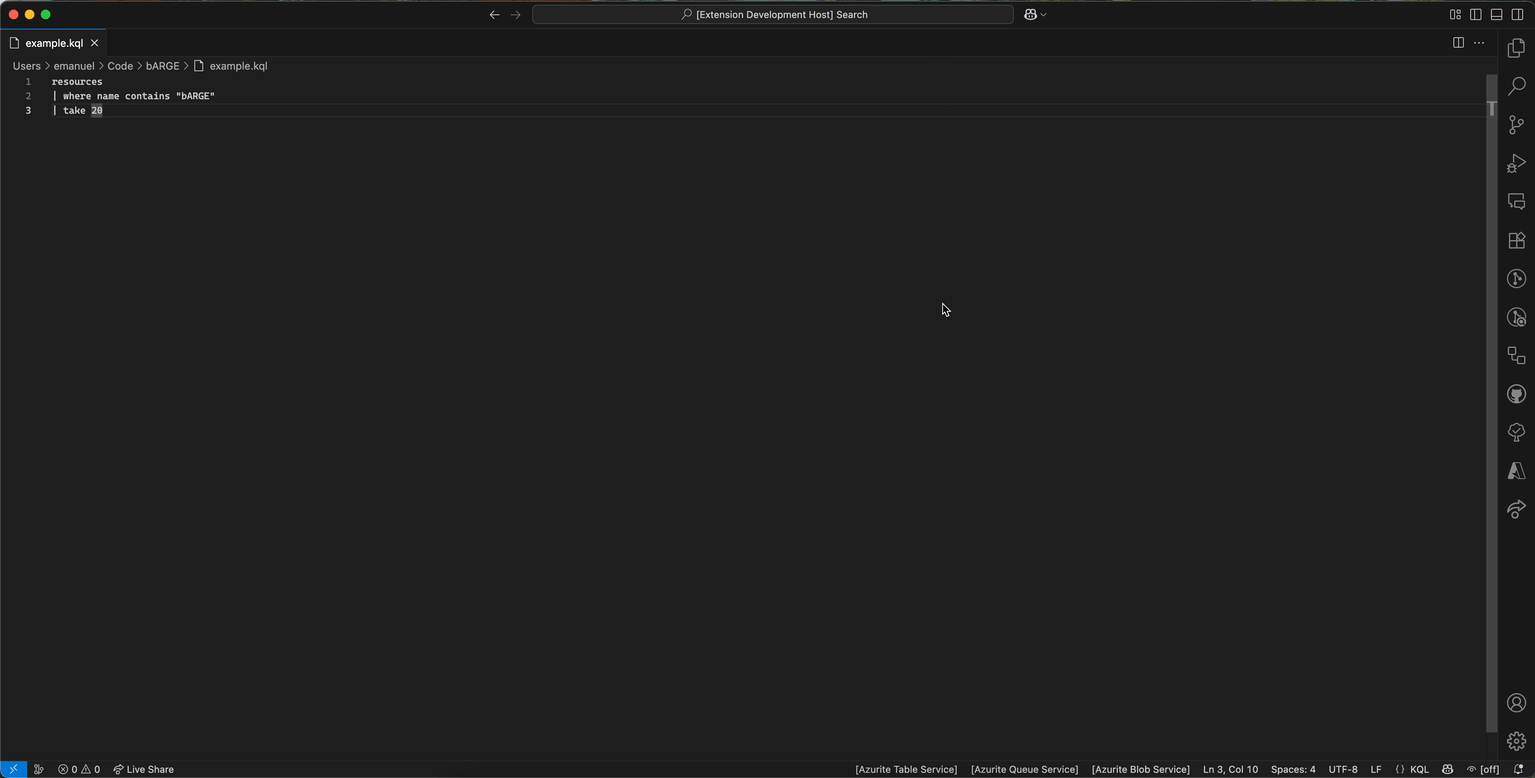 [Extension Development Host] Search
example.kql
Users > emanuel > Code > bARGE > example.kql
1 resources
2 | where name contains "bARGE"
3 | take 20
0 0 Live Share [Azurite Table Service] [Azurite Queue Service] [Azurite Blob Service] Ln 3, Col 10 Spaces: 4 UTF-8 LF {} KQL [off]